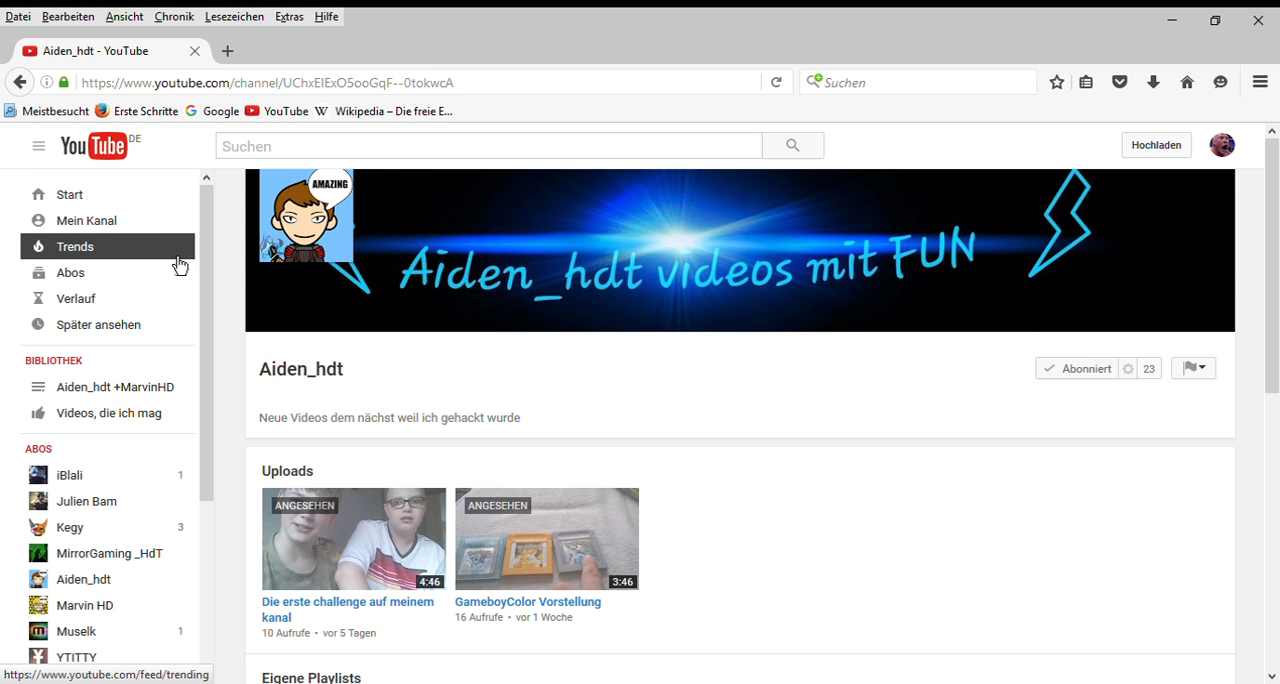 Datei Bearbeiten Ansicht Chronik Lesezeichen Extras Hilfe
Aiden_hdt - YouTube
https://www.youtube.com/channel/UChxEIExO5ooGqF--0tokwcA
Suchen
Meistbesucht Erste Schritte Google YouTube Wikipedia – Die freie E...
YouTube DE
Suchen
Hochladen
Start
Mein Kanal
Trends
Abos
Verlauf
Später ansehen
BIBLIOTHEK
Aiden_hdt +MarvinHD
Videos, die ich mag
ABOS
iBlali 1
Julien Bam
Kegy 3
MirrorGaming _HdT
Aiden_hdt
Marvin HD
Muselk 1
YTITTY
https://www.youtube.com/feed/trending
AMAZING
Aiden_hdt videos mit FUN
Aiden_hdt
Abonniert 23
Neue Videos dem nächst weil ich gehackt wurde
Uploads
ANGESEHEN
4:46
Die erste challenge auf meinem
kanal
10 Aufrufe • vor 5 Tagen
ANGESEHEN
3:46
GameboyColor Vorstellung
16 Aufrufe • vor 1 Woche
Eigene Playlists